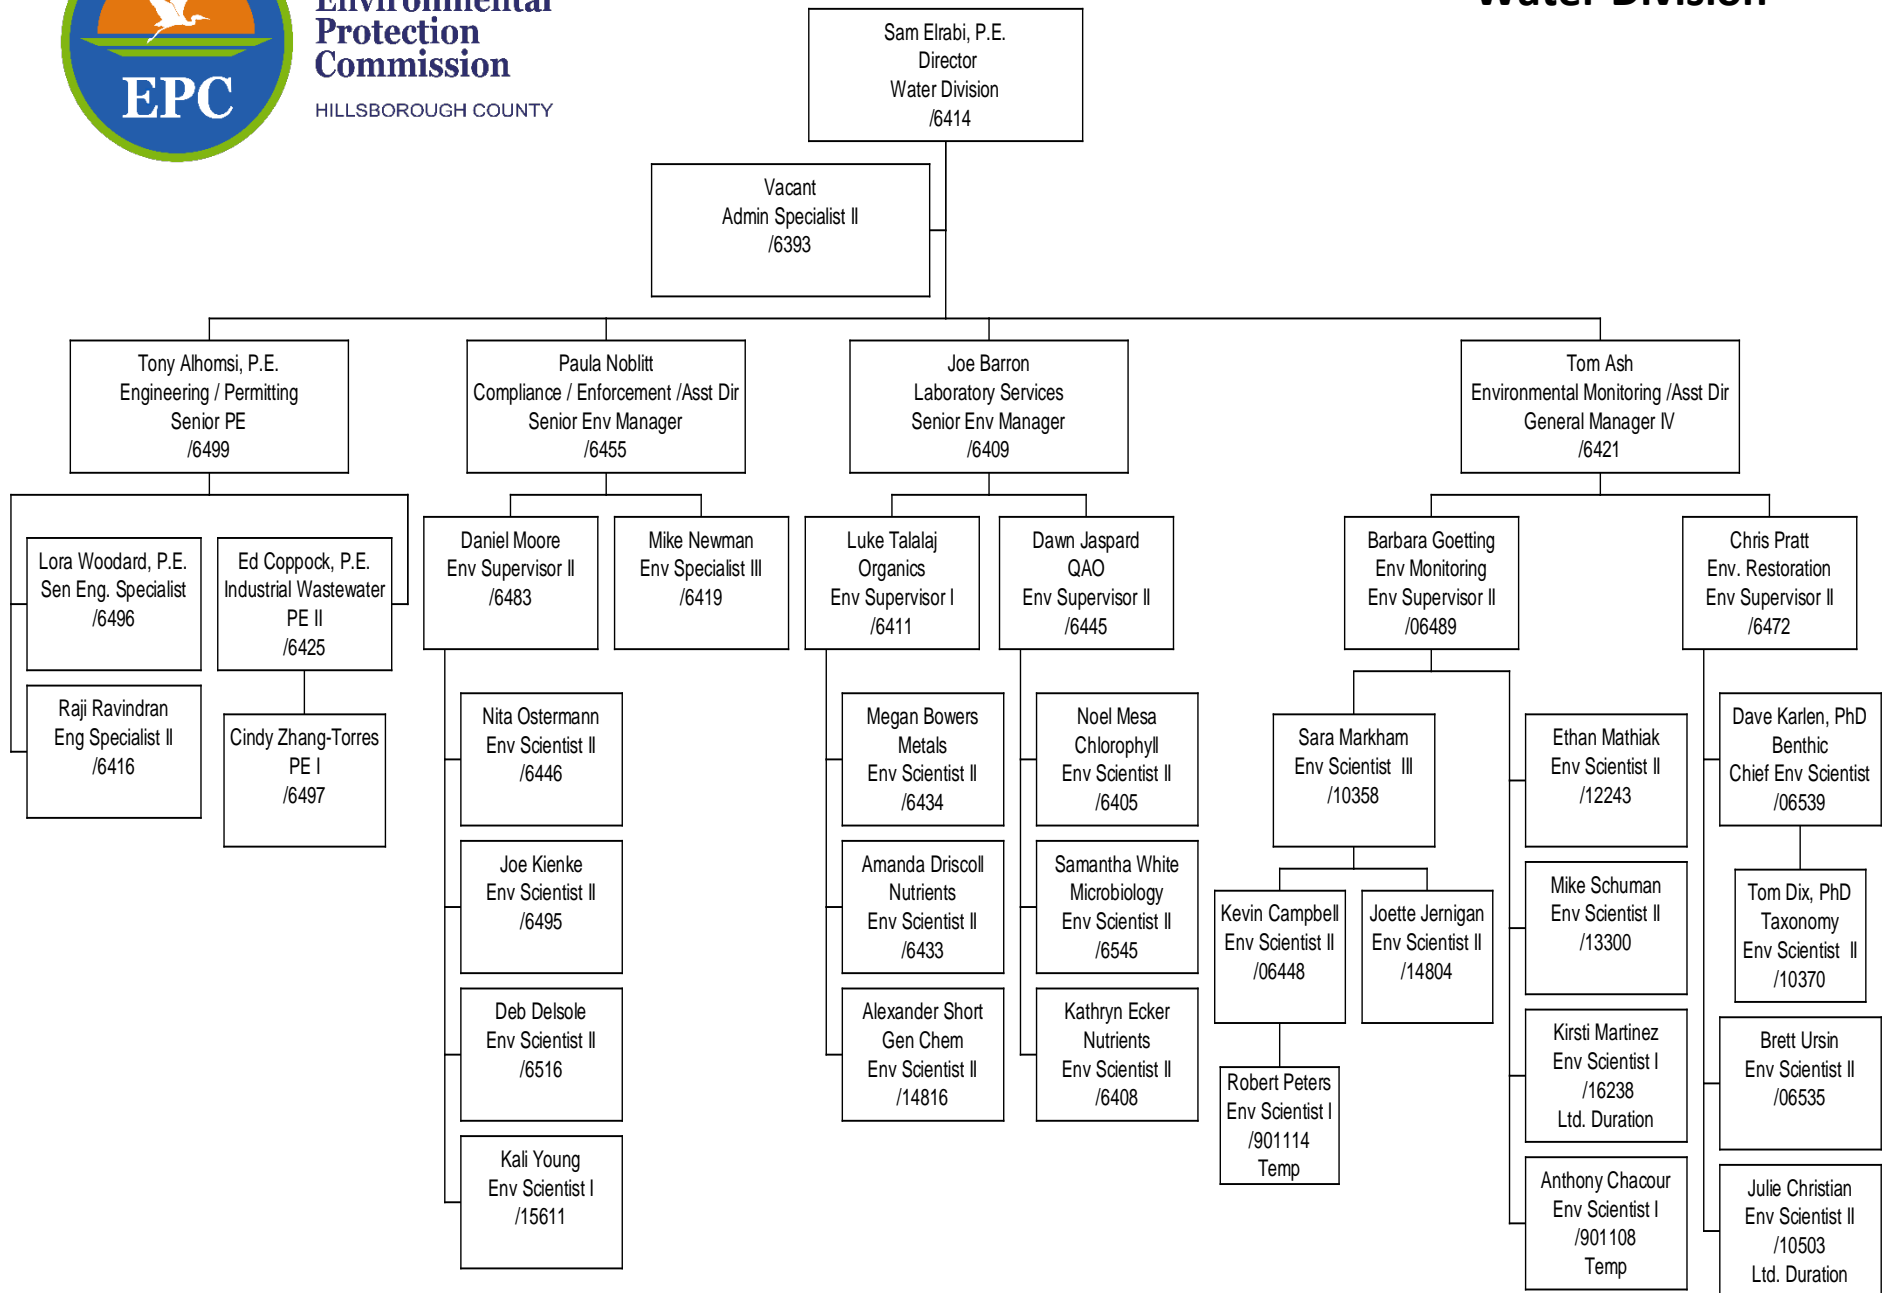 Environmental
Protection
Commission
EPC
HILLSBOROUGH COUNTY
Water Division
Sam Elrabi, P.E.
Director
Water Division
/6414
Vacant
Admin Specialist II
/6393
Tony Alhomsi, P.E.
Engineering / Permitting
Senior PE
/6499
Paula Noblitt
Compliance / Enforcement /Asst Dir
Senior Env Manager
/6455
Joe Barron
Laboratory Services
Senior Env Manager
/6409
Tom Ash
Environmental Monitoring /Asst Dir
General Manager IV
/6421
Lora Woodard, P.E.
Sen Eng. Specialist
/6496
Ed Coppock, P.E.
Industrial Wastewater
PE II
/6425
Raji Ravindran
Eng Specialist II
/6416
Cindy Zhang-Torres
PE I
/6497
Daniel Moore
Env Supervisor II
/6483
Mike Newman
Env Specialist III
/6419
Nita Ostermann
Env Scientist II
/6446
Joe Kienke
Env Scientist II
/6495
Deb Delsole
Env Scientist II
/6516
Kali Young
Env Scientist I
/15611
Luke Talalaj
Organics
Env Supervisor I
/6411
Dawn Jaspard
QAO
Env Supervisor II
/6445
Megan Bowers
Metals
Env Scientist II
/6434
Amanda Driscoll
Nutrients
Env Scientist II
/6433
Alexander Short
Gen Chem
Env Scientist II
/14816
Noel Mesa
Chlorophyll
Env Scientist II
/6405
Samantha White
Microbiology
Env Scientist II
/6545
Kathryn Ecker
Nutrients
Env Scientist II
/6408
Barbara Goetting
Env Monitoring
Env Supervisor II
/06489
Chris Pratt
Env. Restoration
Env Supervisor II
/6472
Sara Markham
Env Scientist III
/10358
Kevin Campbell
Env Scientist II
/06448
Joette Jernigan
Env Scientist II
/14804
Robert Peters
Env Scientist I
/901114
Temp
Ethan Mathiak
Env Scientist II
/12243
Mike Schuman
Env Scientist II
/13300
Kirsti Martinez
Env Scientist I
/16238
Ltd. Duration
Anthony Chacour
Env Scientist I
/901108
Temp
Dave Karlen, PhD
Benthic
Chief Env Scientist
/06539
Tom Dix, PhD
Taxonomy
Env Scientist II
/10370
Brett Ursin
Env Scientist II
/06535
Julie Christian
Env Scientist II
/10503
Ltd. Duration